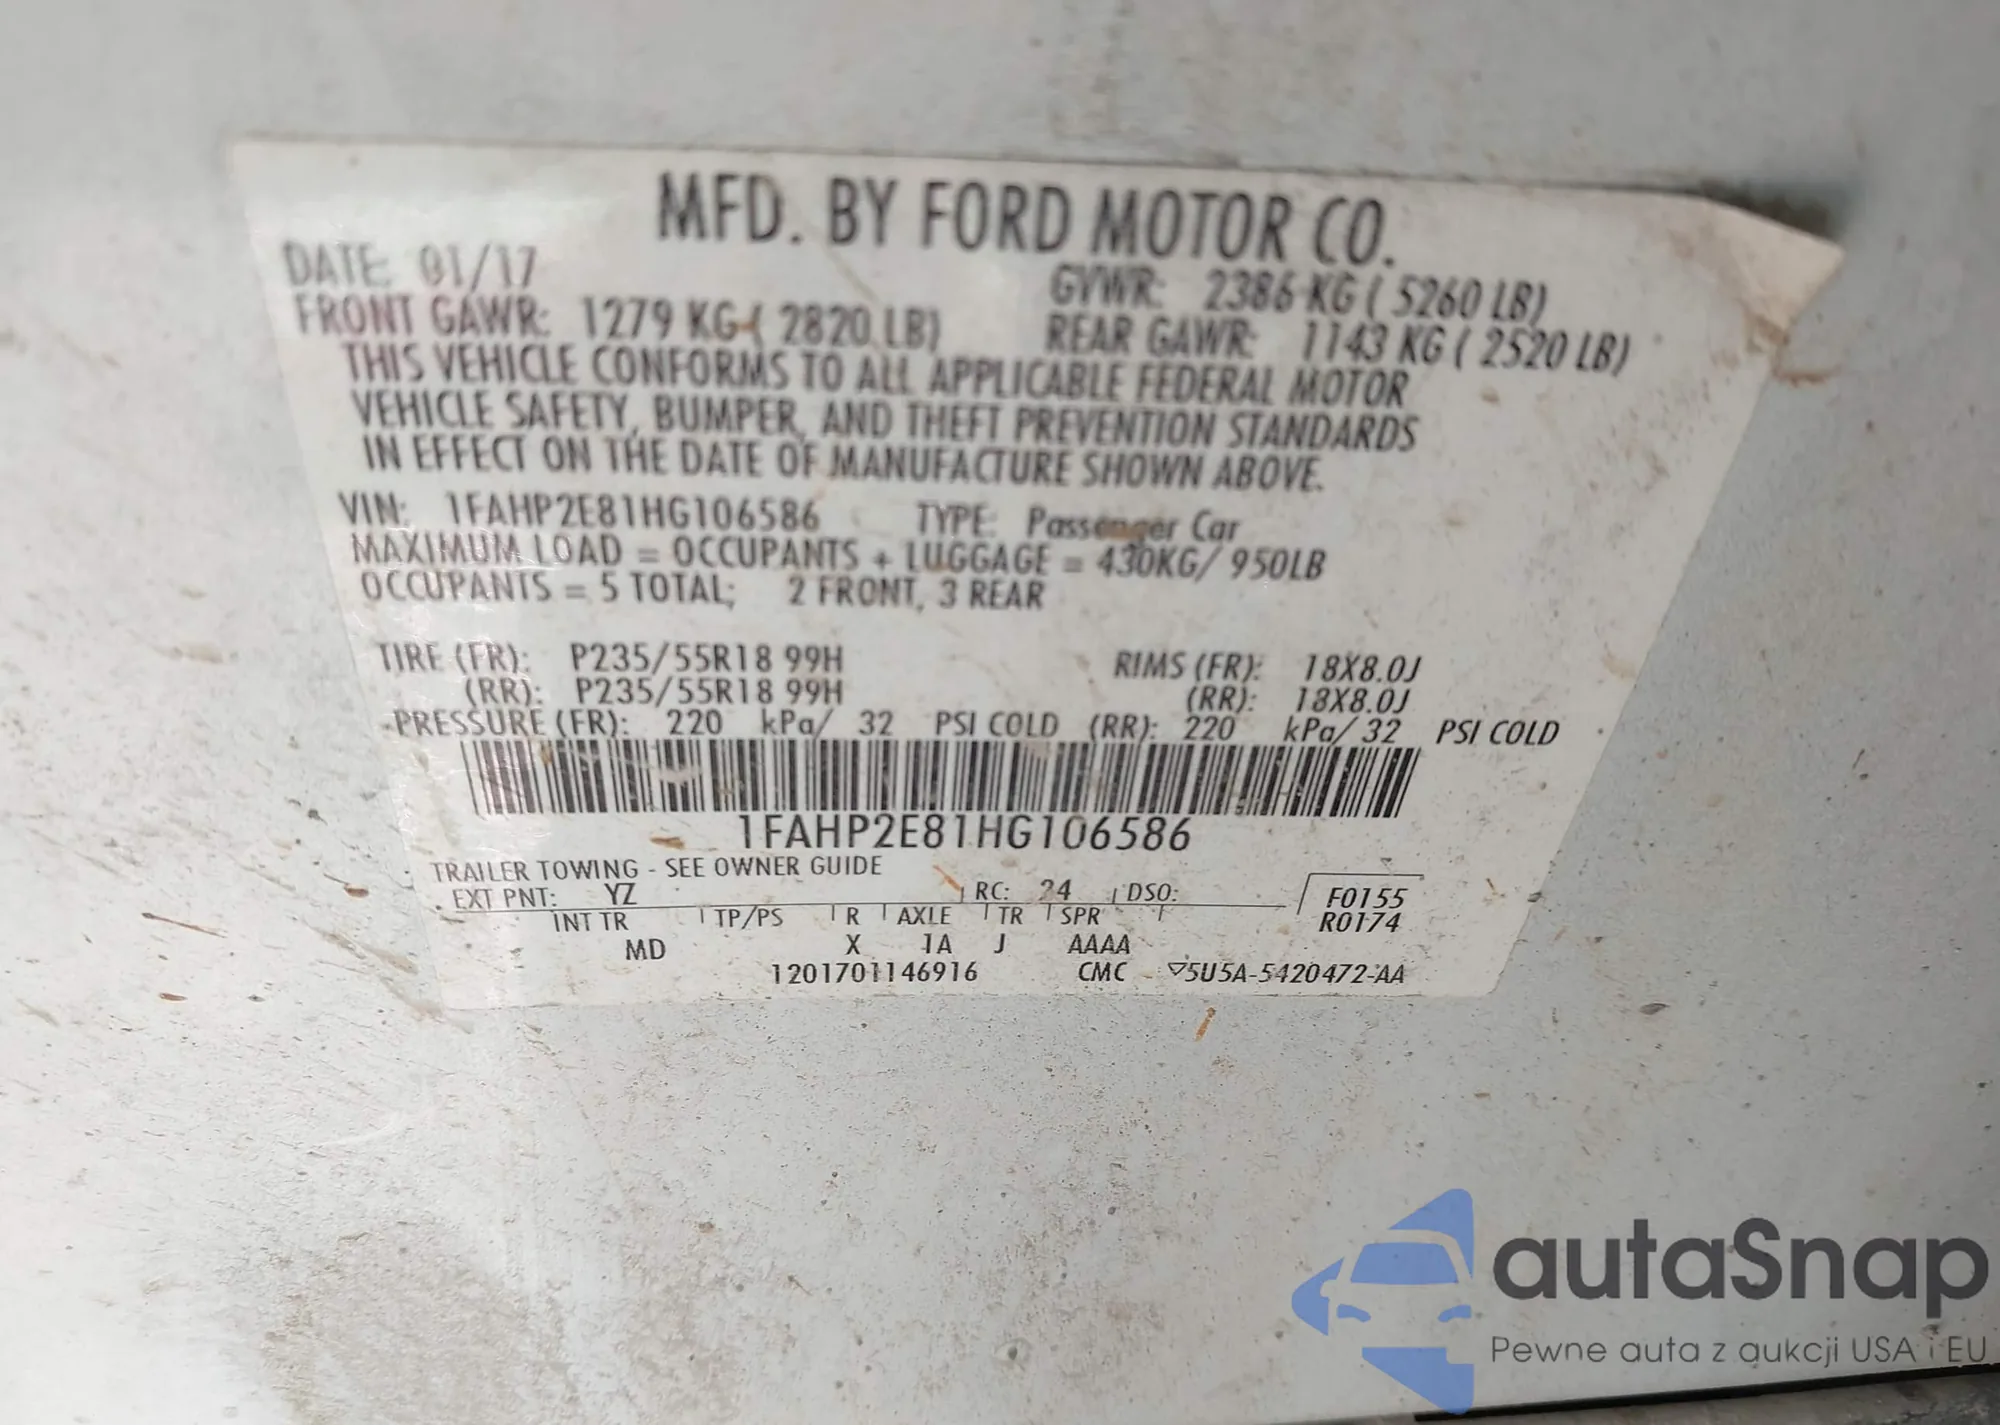 MFD. BY FORD MOTOR CO.
DATE: 01/17 GVWR: 2386 KG ( 5260 LB)
FRONT GAWR: 1279 KG ( 2820 LB) REAR GAWR: 1143 KG ( 2520 LB)
THIS VEHICLE CONFORMS TO ALL APPLICABLE FEDERAL MOTOR
VEHICLE SAFETY, BUMPER, AND THEFT PREVENTION STANDARDS
IN EFFECT ON THE DATE OF MANUFACTURE SHOWN ABOVE.
VIN: 1FAHP2E81HG106586 TYPE: Passenger Car
MAXIMUM LOAD = OCCUPANTS + LUGGAGE = 430KG/ 950LB
OCCUPANTS = 5 TOTAL; 2 FRONT, 3 REAR
TIRE (FR): P235/55R18 99H RIMS (FR): 18X8.0J
(RR): P235/55R18 99H (RR): 18X8.0J
PRESSURE (FR): 220 kPa/ 32 PSI COLD (RR): 220 kPa/ 32 PSI COLD
1FAHP2E81HG106586
TRAILER TOWING - SEE OWNER GUIDE
EXT PNT: YZ RC: 24 DSO: F0155
INT TR TP/PS R AXLE TR SPR R0174
MD X 1A J AAAA
1201701146916 CMC ▽5U5A-5420472-AA
autaSnap
Pewne auta z aukcji USA i EU